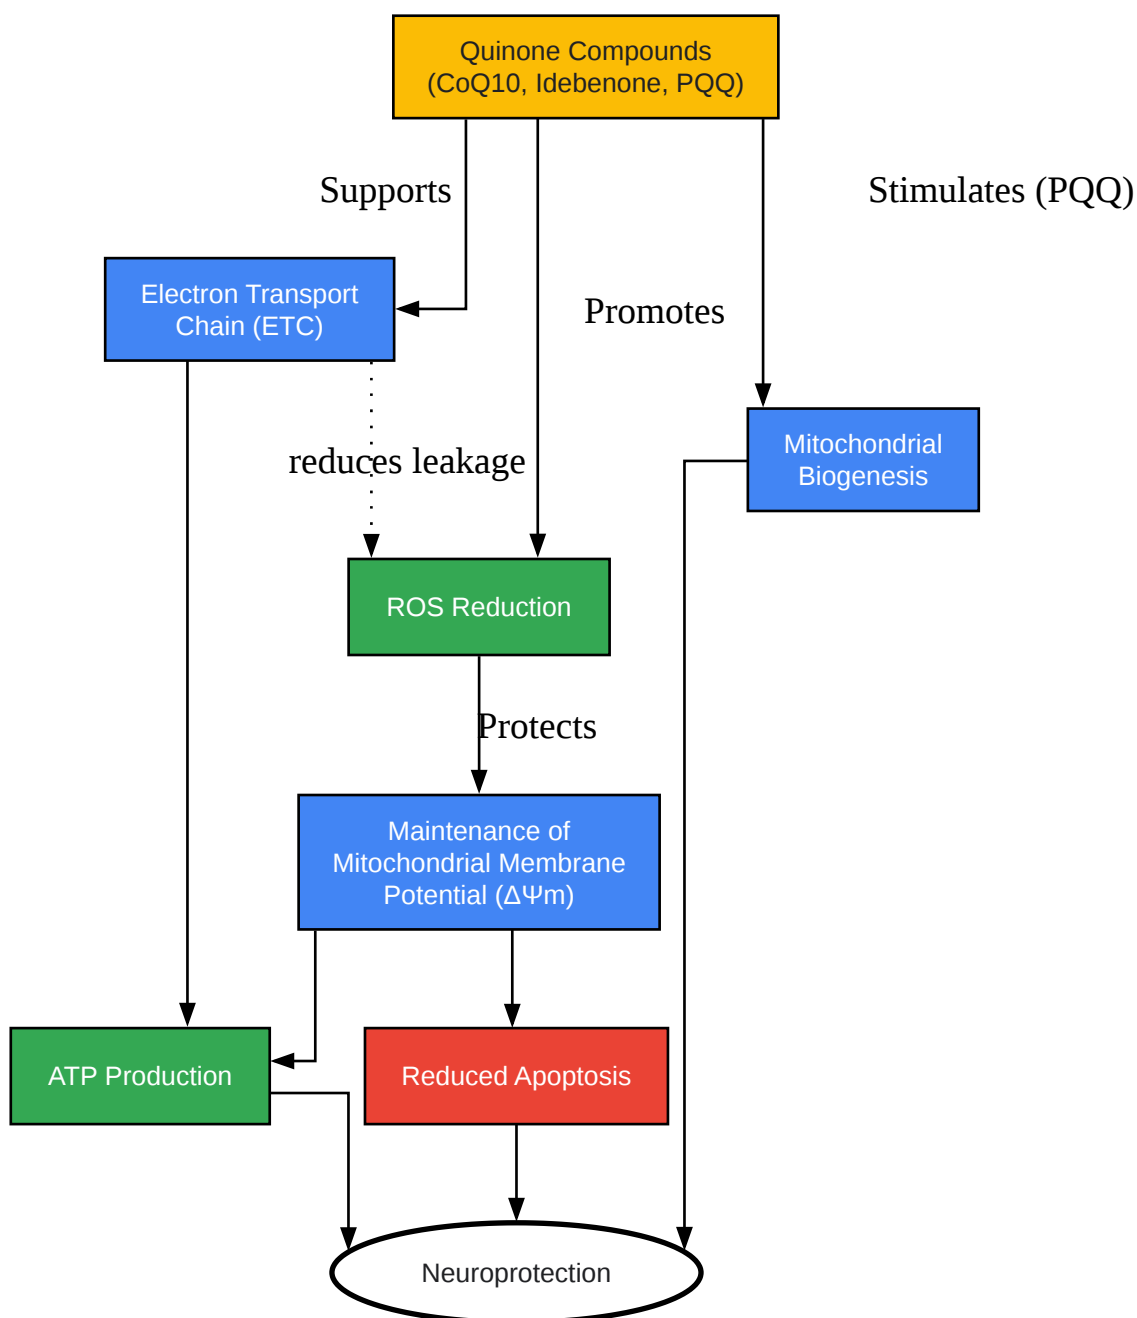 Quinone Compounds
(CoQ10, Idebenone, PQQ)
Supports
Stimulates (PQQ)
Electron Transport
Chain (ETC)
Promotes
Mitochondrial
Biogenesis
reduces leakage
ROS Reduction
Protects
Maintenance of
Mitochondrial Membrane
Potential (ΔΨm)
ATP Production
Reduced Apoptosis
Neuroprotection